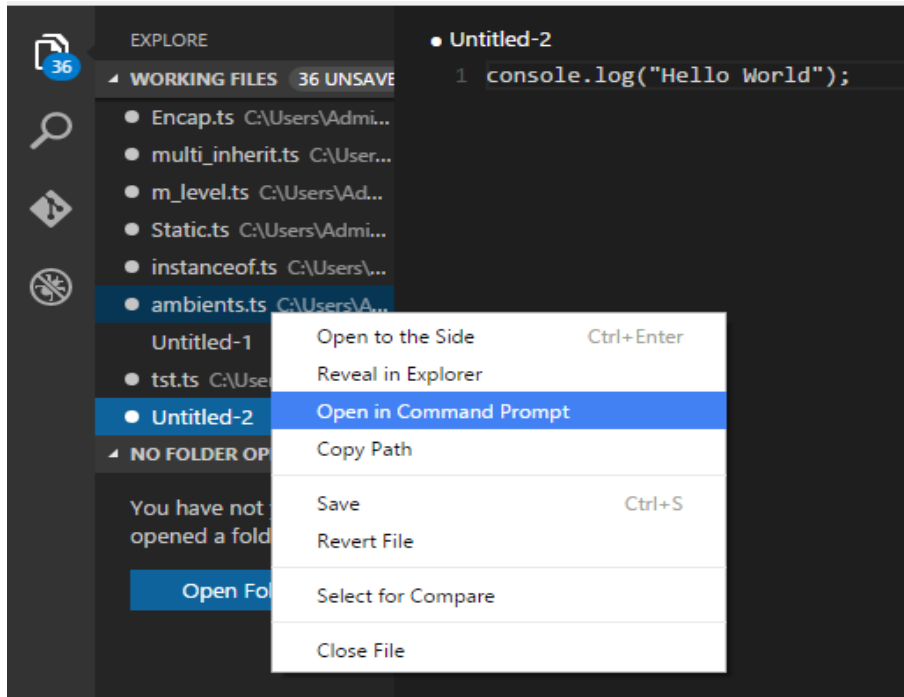 EXPLORE
36
WORKING FILES 36 UNSAVE
Encap.ts C:\Users\Admi...
multi_inherit.ts C:\User...
m_level.ts C:\Users\Ad...
Static.ts C:\Users\Admi...
instanceof.ts C:\Users\...
ambients.ts C:\Users\A...
Untitled-1
tst.ts C:\User
Untitled-2
NO FOLDER OP
You have not
opened a fold
Open Fol
Untitled-2
1 console.log("Hello World");
Open to the Side Ctrl+Enter
Reveal in Explorer
Open in Command Prompt
Copy Path
Save Ctrl+S
Revert File
Select for Compare
Close File